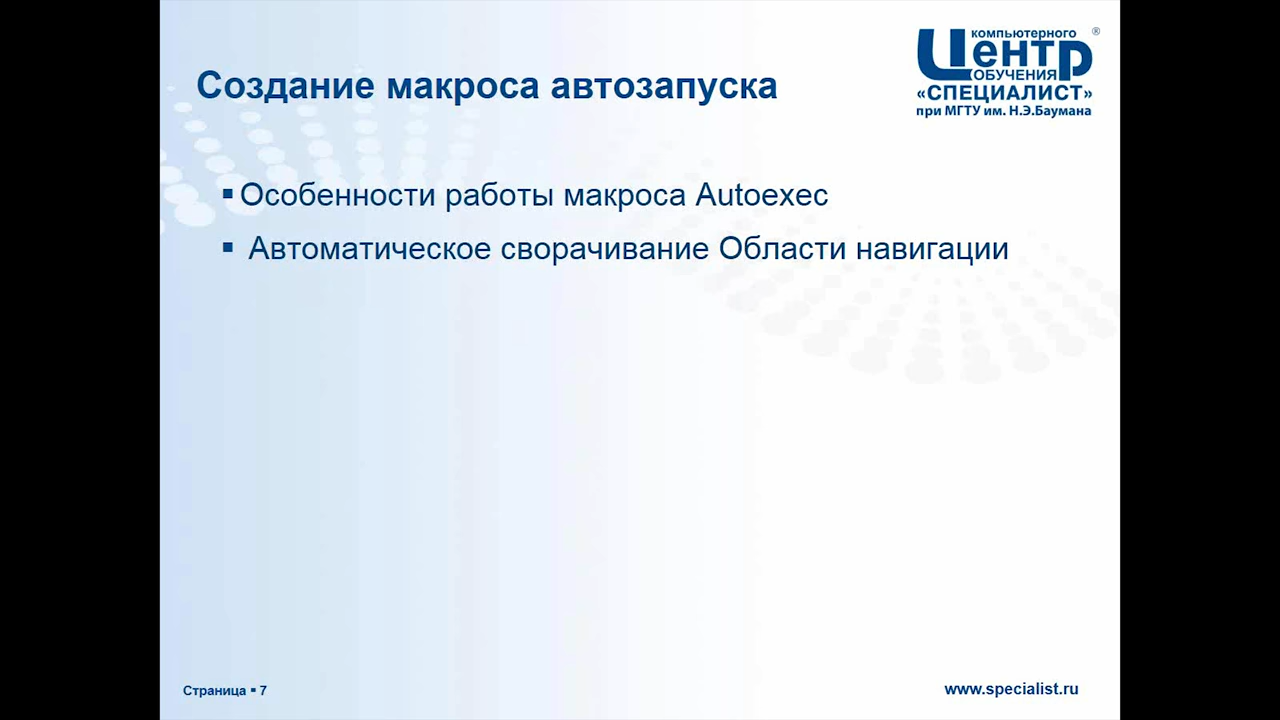 компьютерного
Центр
ОБУЧЕНИЯ
«СПЕЦИАЛИСТ»
при МГТУ им. Н.Э.Баумана
®
Создание макроса автозапуска
▪ Особенности работы макроса Autoexec
▪ Автоматическое сворачивание Области навигации
Страница ▪ 7
www.specialist.ru